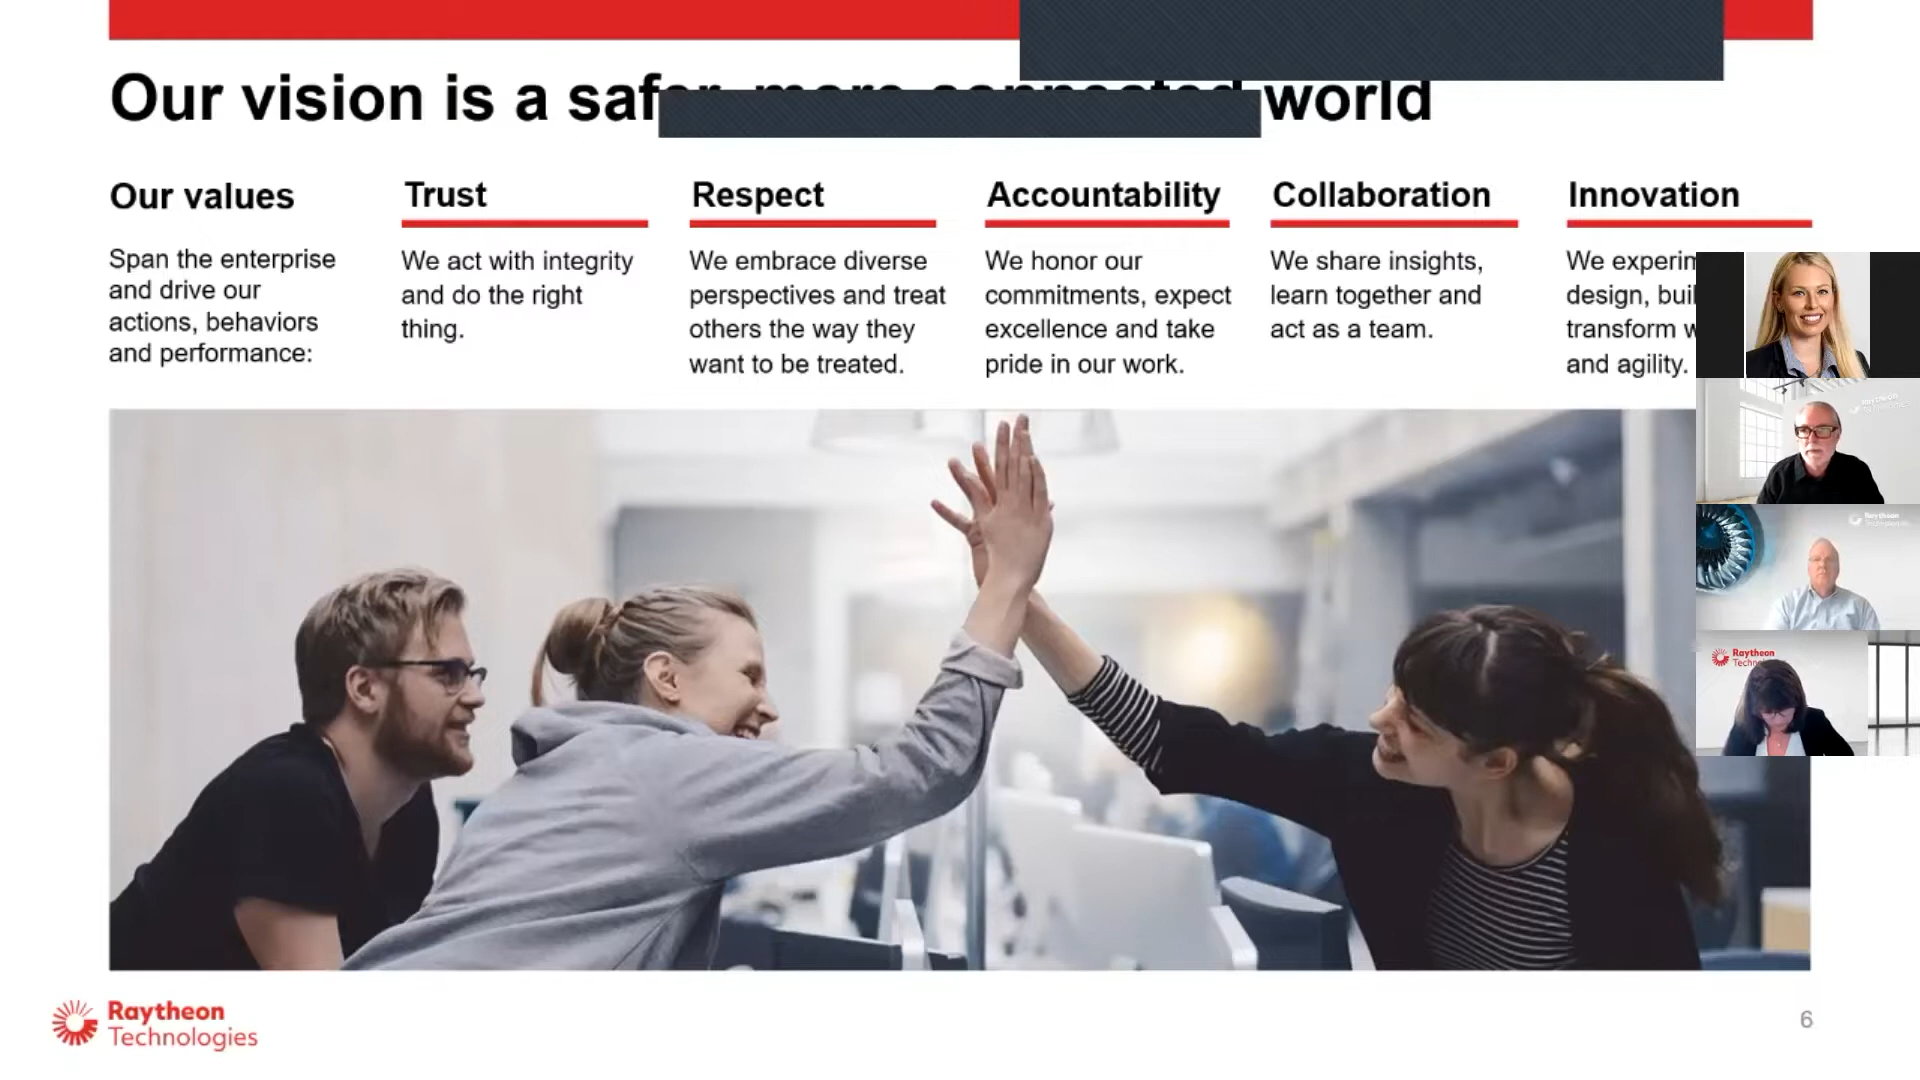 Our vision is a safer, more connected world
Our values
Span the enterprise
and drive our
actions, behaviors
and performance:
Trust
We act with integrity
and do the right
thing.
Respect
We embrace diverse
perspectives and treat
others the way they
want to be treated.
Accountability
We honor our
commitments, expect
excellence and take
pride in our work.
Collaboration
We share insights,
learn together and
act as a team.
Innovation
We
design,
transform
and agility.
Raytheon
Raytheon
Raytheon
Raytheon
Technologies
6